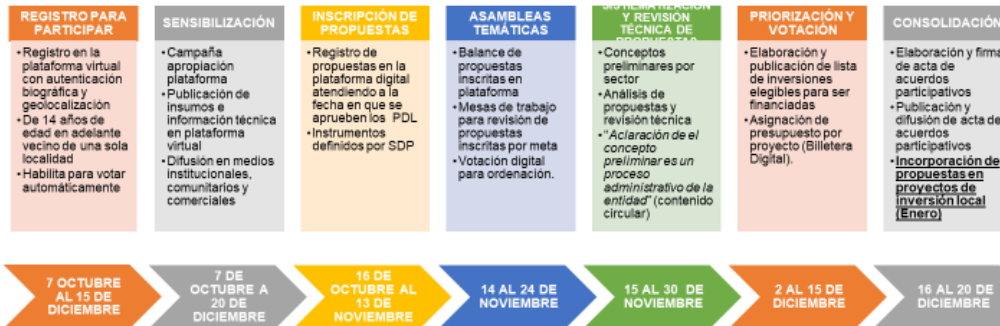 REGISTRO PARA
PARTICIPAR
•Registro en la
plataforma virtual
con autenticación
biográfica y
geolocalización
•De 14 años de
edad en adelante
vecino de una sola
localidad
•Habilita para votar
automáticamente
SENSIBILIZACIÓN
•Campaña
apropiación
plataforma
•Publicación de
insumos e
información técnica
en plataforma
virtual
•Difusión en medios
institucionales,
comunitarios y
comerciales
INSCRIPCIÓN DE
PROPUESTAS
•Registro de
propuestas en la
plataforma digital
atendiendo a la
fecha en que se
aprueben los PDL
•Instrumentos
definidos por SDP
ASAMBLEAS
TEMÁTICAS
•Balance de
propuestas
inscritas en
plataforma
•Mesas de trabajo
para revisión de
propuestas
inscritas por meta
•Votación digital
para ordenación.
SISTEMATIZACIÓN
Y REVISIÓN
TÉCNICA DE
PROPUESTAS
•Conceptos
preliminares por
sector
•Análisis de
propuestas y
revisión técnica
•"Aclaración de el
concepto
preliminar es un
proceso
administrativo de la
entidad" (contenido
circular)
PRIORIZACIÓN Y
VOTACIÓN
•Elaboración y
publicación de lista
de inversiones
elegibles para ser
financiadas
•Asignación de
presupuesto por
proyecto (Billetera
Digital).
CONSOLIDACIÓN
•Elaboración y firma
de acta de
acuerdos
participativos
•Publicación y
difusión de acta de
acuerdos
participativos
•Incorporación de
propuestas en
proyectos de
inversión local
(Enero)
7 OCTUBRE
AL 15 DE
DICIEMBRE
7 DE
OCTUBRE A
20 DE
DICIEMBRE
16 DE
OCTUBRE AL
13 DE
NOVIEMBRE
14 AL 24 DE
NOVIEMBRE
15 AL 30 DE
NOVIEMBRE
2 AL 15 DE
DICIEMBRE
16 AL 20 DE
DICIEMBRE